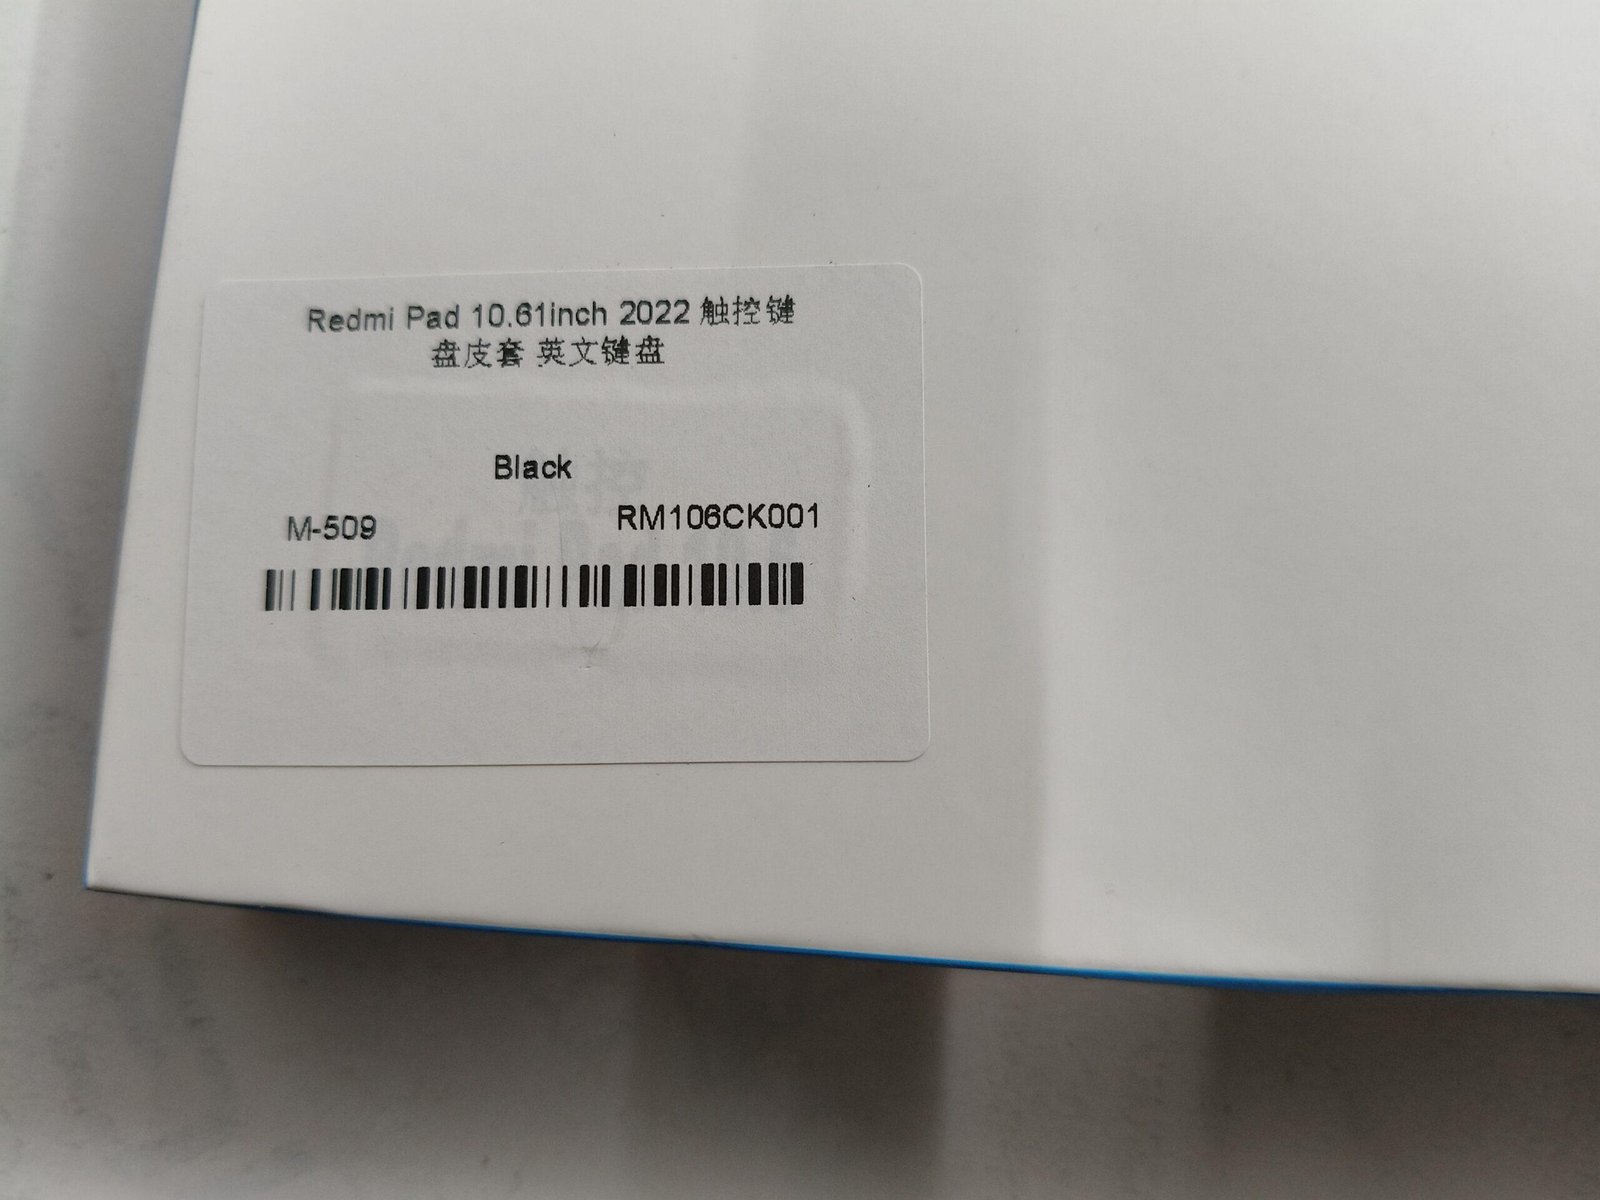 Redmi Pad 10.61inch 2022 触控键
盘皮套 英文键盘
Black
M-509
RM106CK001